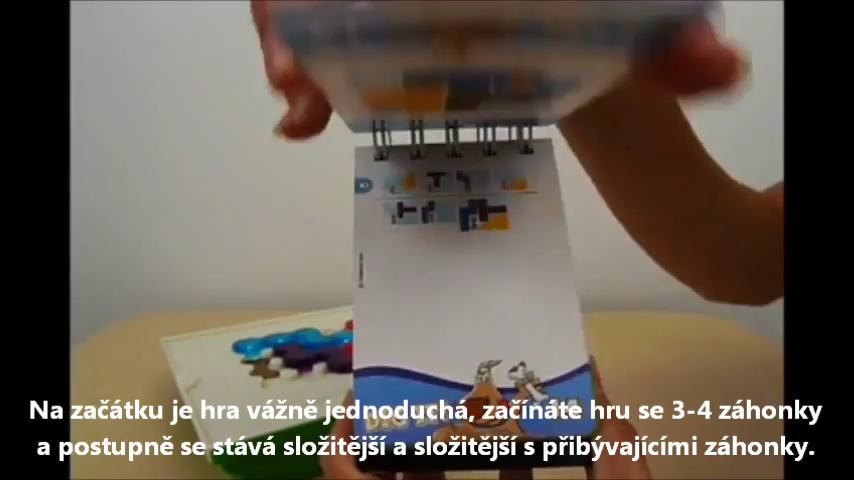 DIG
Na začátku je hra vážně jednoduchá, začínáte hru se 3-4 záhonky
a postupně se stává složitější a složitější s přibývajícími záhonky.